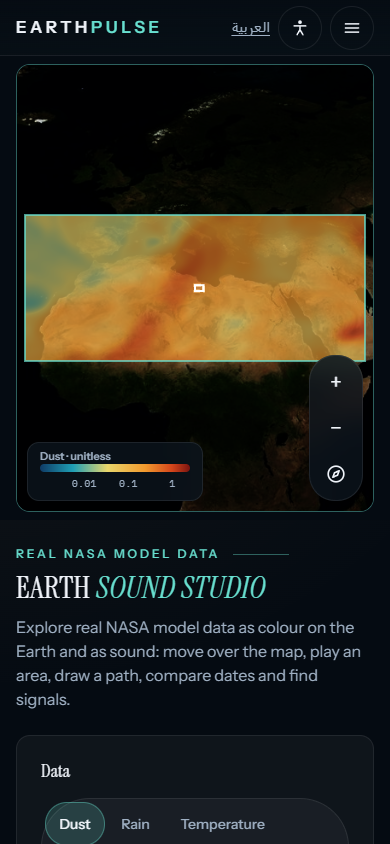 EARTHPULSE
العربية
Dust·unitless
0.01 0.1 1
REAL NASA MODEL DATA
EARTH SOUND STUDIO
Explore real NASA model data as colour on the
Earth and as sound: move over the map, play an
area, draw a path, compare dates and find
signals.
Data
Dust Rain Temperature